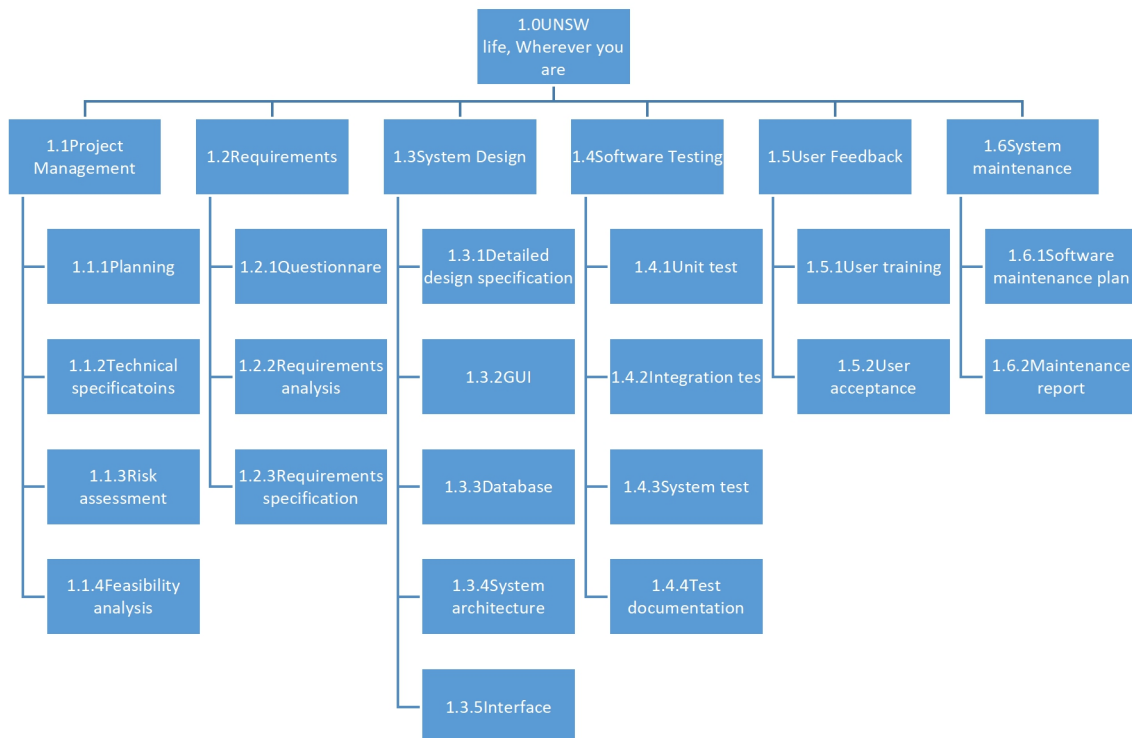 1.0UNSW
life, Wherever you
are
1.1Project
Management
1.2Requirements
1.3System Design
1.4Software Testing
1.5User Feedback
1.6System
maintenance
1.1.1Planning
1.2.1Questionnare
1.3.1Detailed
design specification
1.4.1Unit test
1.5.1User training
1.6.1Software
maintenance plan
1.1.2Technical
specificatoins
1.2.2Requirements
analysis
1.3.2GUI
1.4.2Integration tes
1.5.2User
acceptance
1.6.2Maintenance
report
1.1.3Risk
assessment
1.2.3Requirements
specification
1.3.3Database
1.4.3System test
1.1.4Feasibility
analysis
1.3.4System
architecture
1.4.4Test
documentation
1.3.5Interface